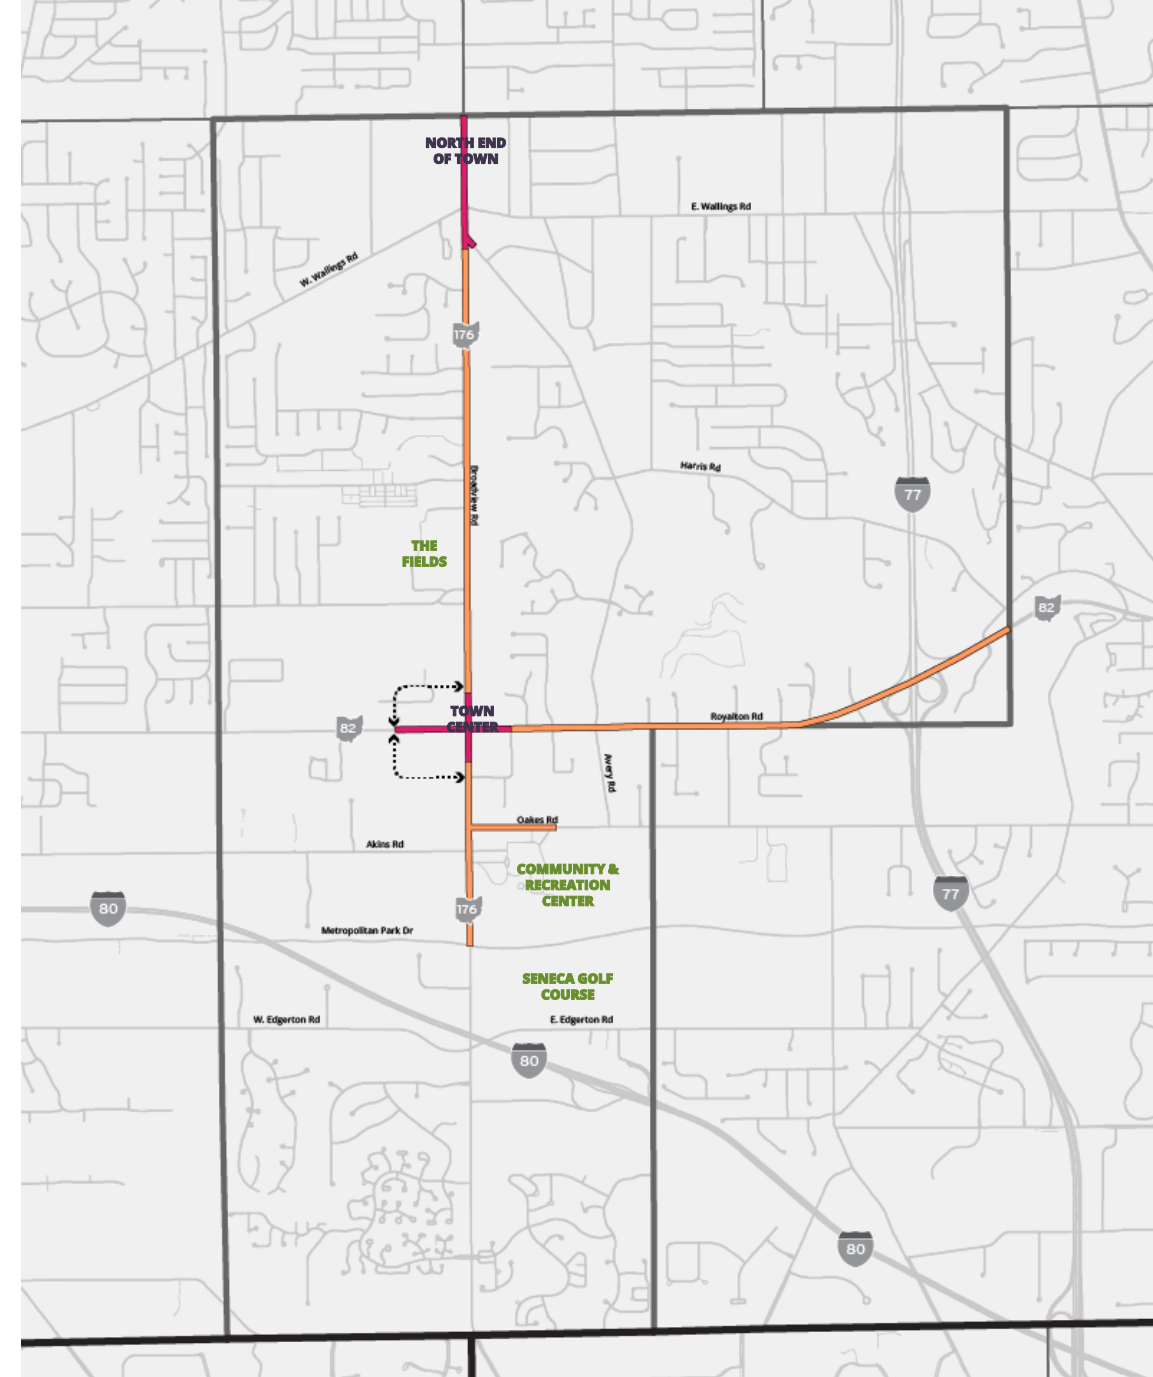 NORTH END
OF TOWN
E. Wallings Rd
W. Wallings Rd
176
Broadview Rd
Harris Rd
77
THE
FIELDS
82
TOWN
CENTER
82
Royalton Rd
Avery Rd
Oakes Rd
Akins Rd
COMMUNITY &
RECREATION
CENTER
77
80
176
Metropolitan Park Dr
SENECA GOLF
COURSE
W. Edgerton Rd
E. Edgerton Rd
80
80